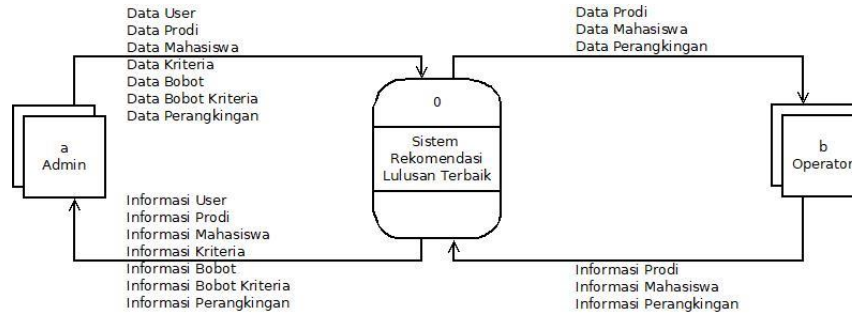 Data User
Data Prodi
Data Mahasiswa
Data Kriteria
Data Bobot
Data Bobot Kriteria
Data Perangkingan
Data Prodi
Data Mahasiswa
Data Perangkingan
a
Admin
0
Sistem
Rekomendasi
Lulusan Terbaik
b
Operator
Informasi User
Informasi Prodi
Informasi Mahasiswa
Informasi Kriteria
Informasi Bobot
Informasi Bobot Kriteria
Informasi Perangkingan
Informasi Prodi
Informasi Mahasiswa
Informasi Perangkingan